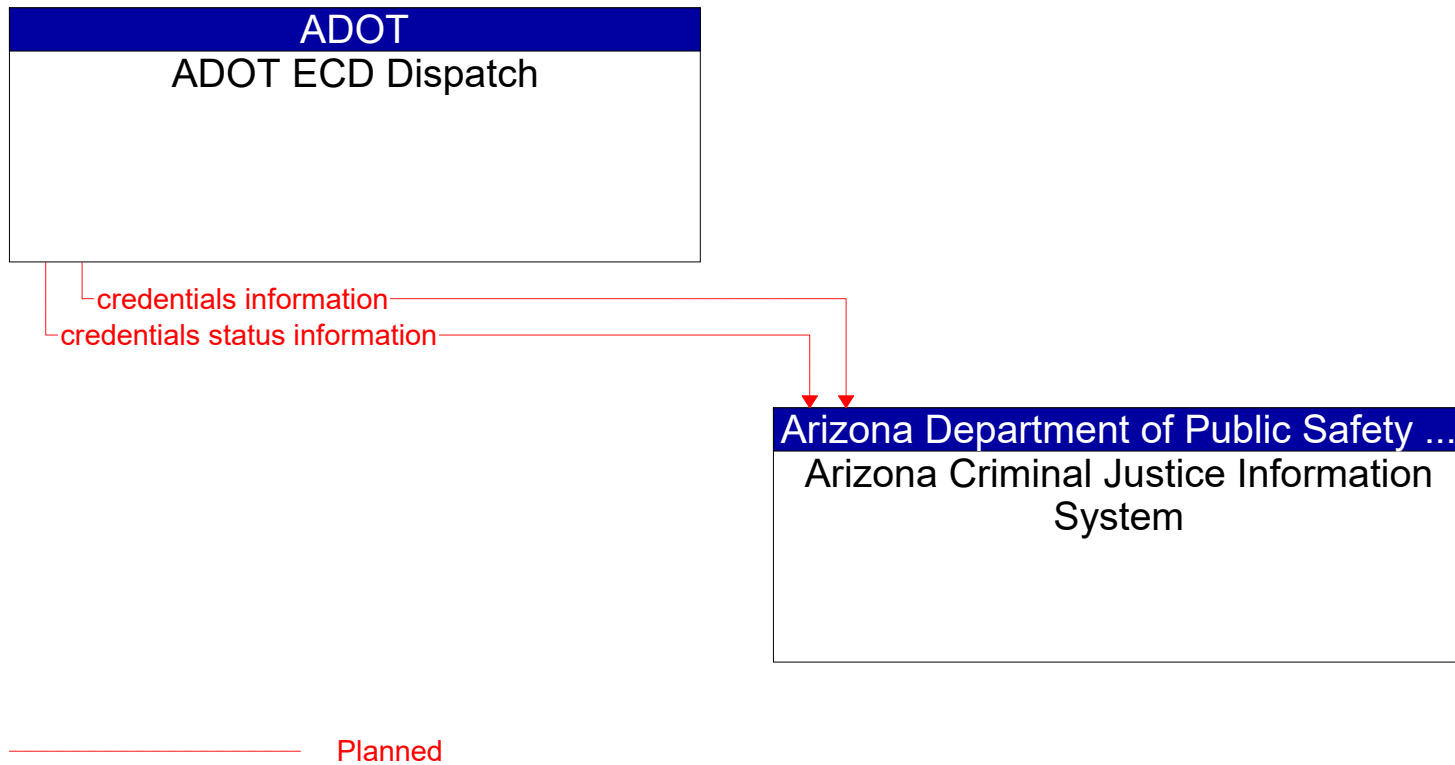 ADOT
ADOT ECD Dispatch
credentials information
credentials status information
Arizona Department of Public Safety ...
Arizona Criminal Justice Information
System
Planned